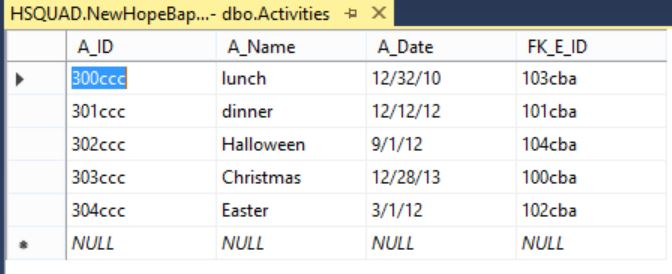 HSQUAD.NewHopeBap...- dbo.Activities
A_ID A_Name A_Date FK_E_ID
300ccc lunch 12/32/10 103cba
301ccc dinner 12/12/12 101cba
302ccc Halloween 9/1/12 104cba
303ccc Christmas 12/28/13 100cba
304ccc Easter 3/1/12 102cba
NULL NULL NULL NULL